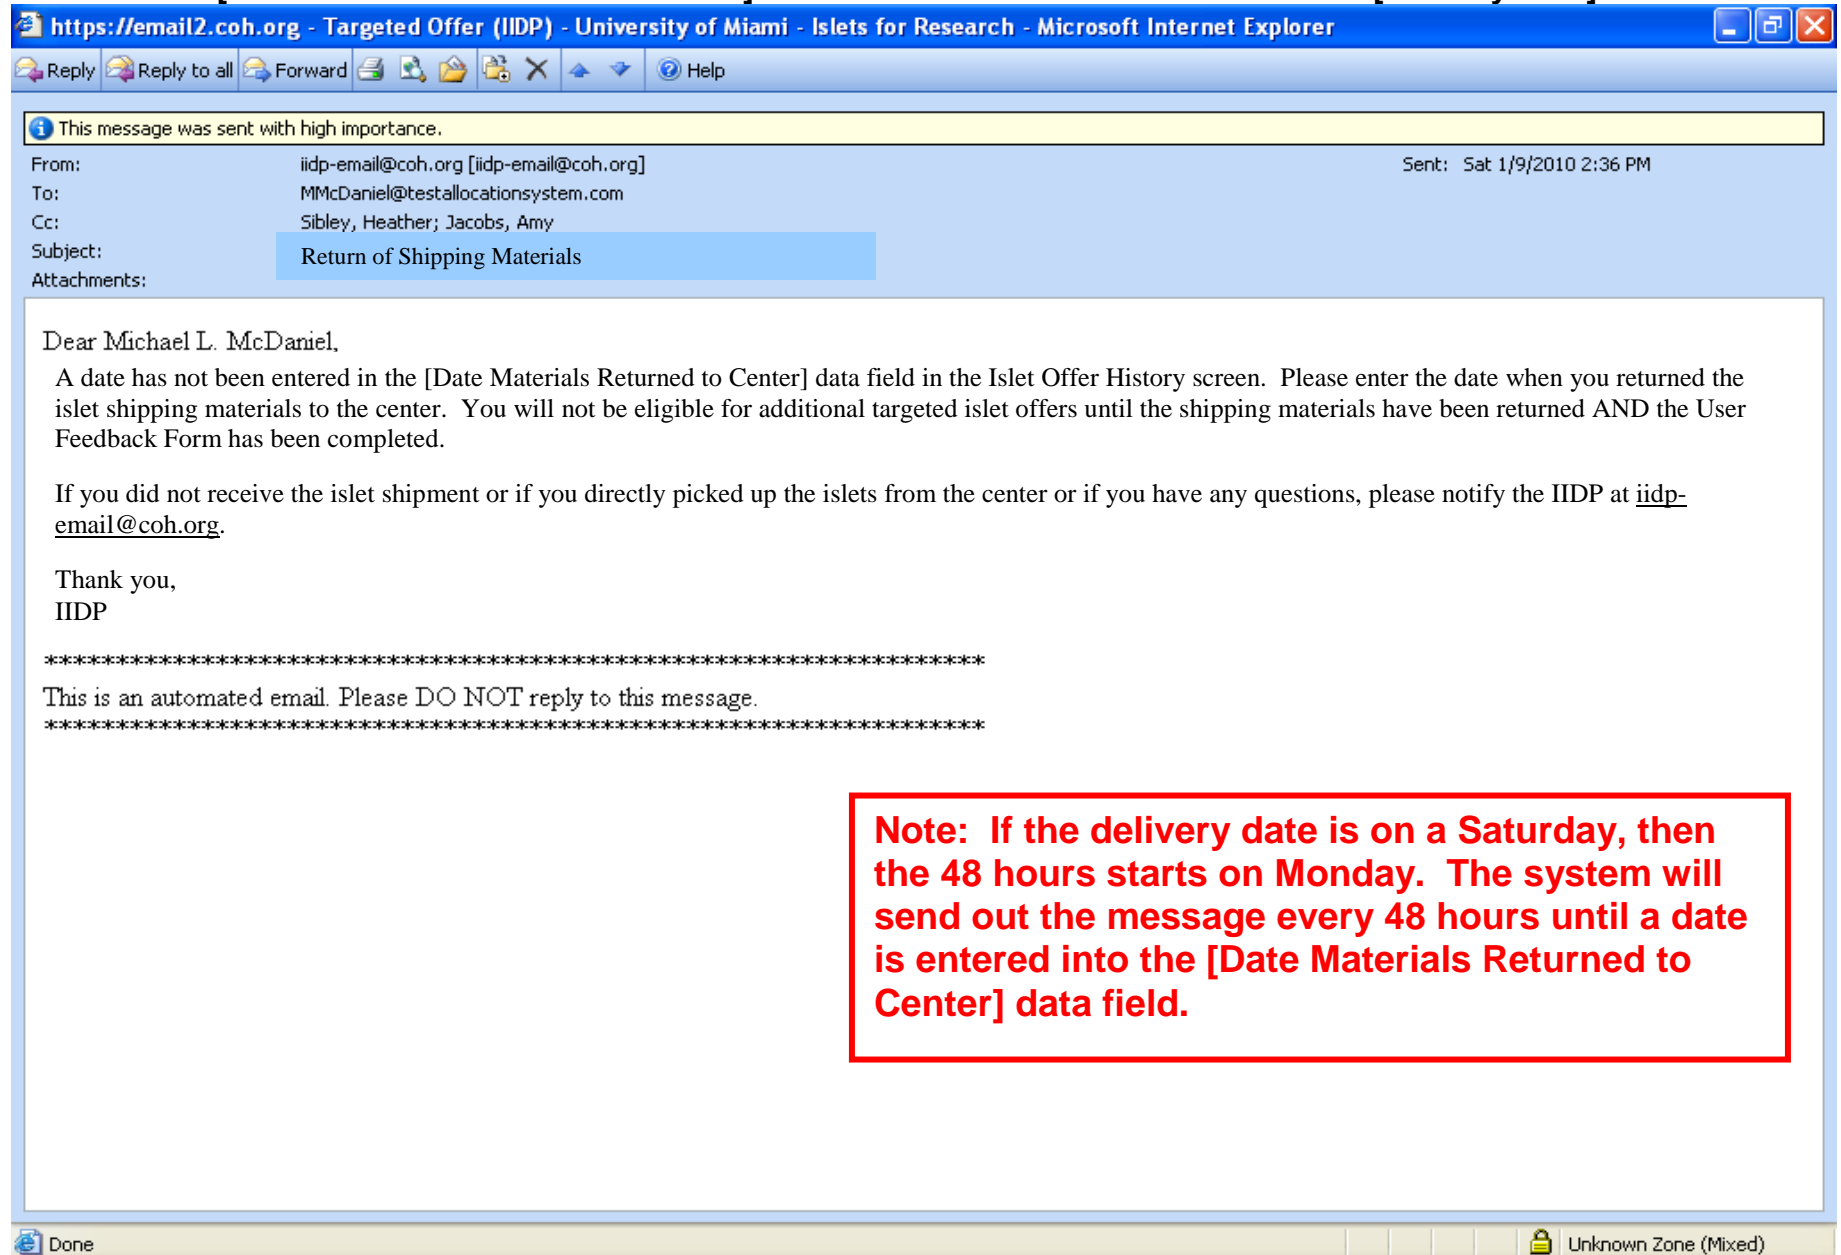 https://email2.coh.org - Targeted Offer (IIDP) - University of Miami - Islets for Research - Microsoft Internet Explorer
Reply Reply to all Forward Help
This message was sent with high importance.
From: iidp-email@coh.org [iidp-email@coh.org] Sent: Sat 1/9/2010 2:36 PM
To: MMcDaniel@testallocationsystem.com
Cc: Sibley, Heather; Jacobs, Amy
Subject: Return of Shipping Materials
Attachments:
Dear Michael L. McDaniel,
A date has not been entered in the [Date Materials Returned to Center] data field in the Islet Offer History screen. Please enter the date when you returned the
islet shipping materials to the center. You will not be eligible for additional targeted islet offers until the shipping materials have been returned AND the User
Feedback Form has been completed.
If you did not receive the islet shipment or if you directly picked up the islets from the center or if you have any questions, please notify the IIDP at iidp-
email@coh.org.
Thank you,
IIDP
******************************************************************
This is an automated email. Please DO NOT reply to this message.
******************************************************************
Note: If the delivery date is on a Saturday, then
the 48 hours starts on Monday. The system will
send out the message every 48 hours until a date
is entered into the [Date Materials Returned to
Center] data field.
Done Unknown Zone (Mixed)